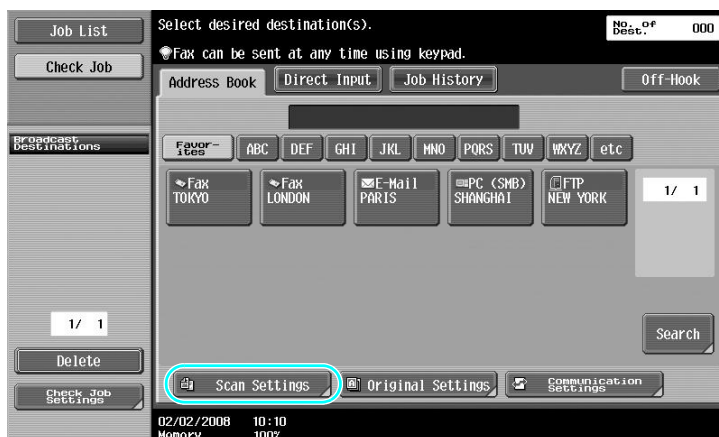 Job List
Check Job
Broadcast
Destinations
1/ 1
Delete
Check Job
Settings
Select desired destination(s).
No. of
Dest.
000
Fax can be sent at any time using keypad.
Address Book
Direct Input
Job History
Off-Hook
Favor-
ites
ABC
DEF
GHI
JKL
MNO
PQRS
TUV
WXYZ
etc
Fax
TOKYO
Fax
LONDON
E-Mail
PARIS
PC (SMB)
SHANGHAI
FTP
NEW YORK
1/ 1
Search
Scan Settings
Original Settings
Communication
Settings
02/02/2008 10:10
Memory 100%